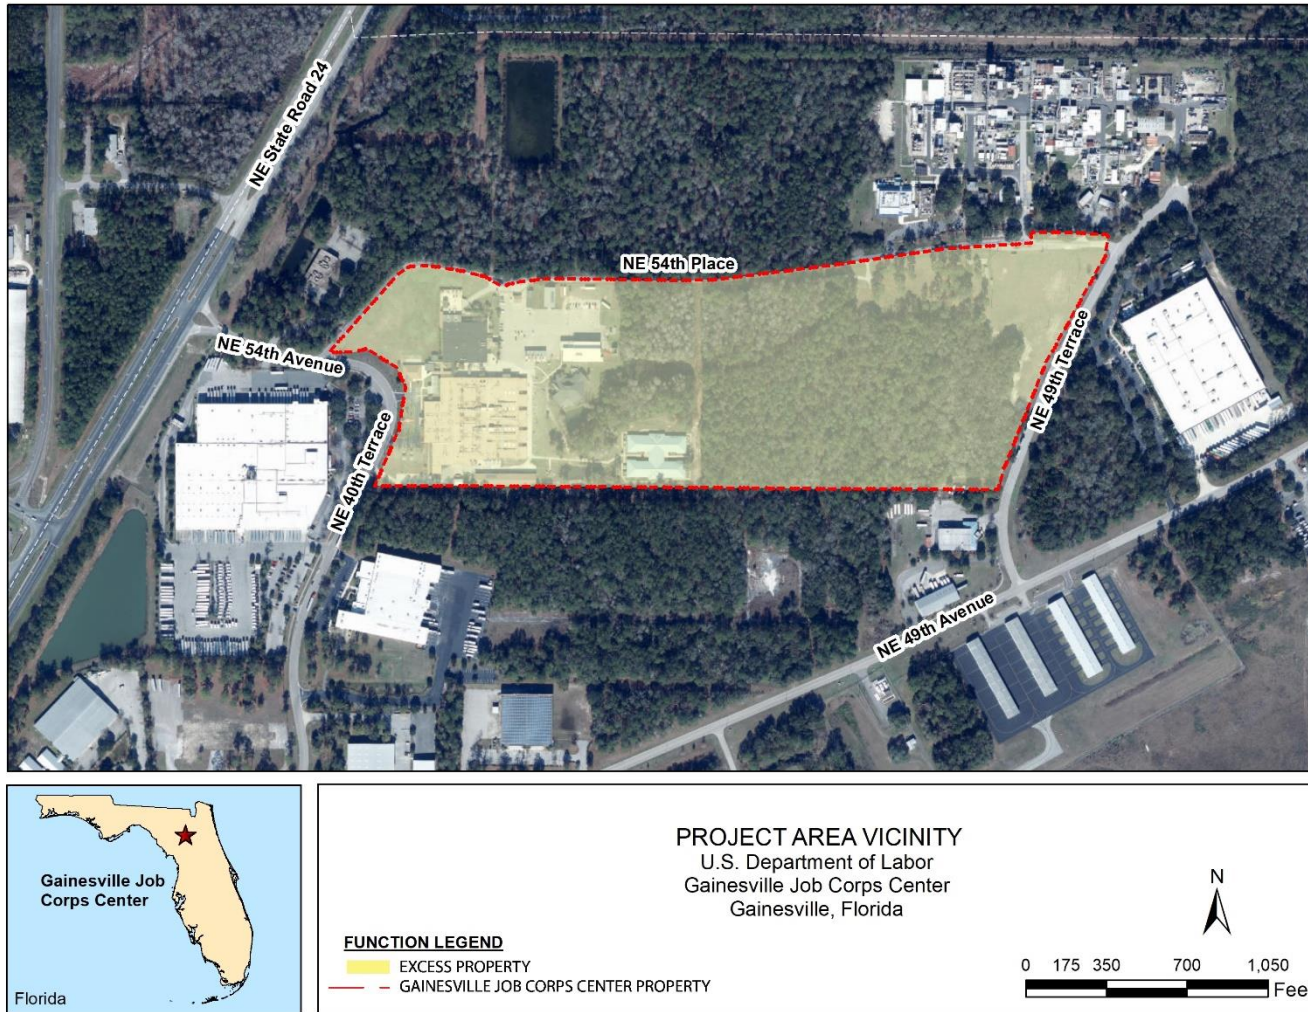 NE State Road 24
NE 54th Place
NE 54th Avenue
NE 40th Terrace
NE 49th Terrace
NE 49th Avenue
Gainesville Job
Corps Center
Florida
PROJECT AREA VICINITY
U.S. Department of Labor
Gainesville Job Corps Center
Gainesville, Florida
FUNCTION LEGEND
EXCESS PROPERTY
GAINESVILLE JOB CORPS CENTER PROPERTY
N
0 175 350 700 1,050
Fee